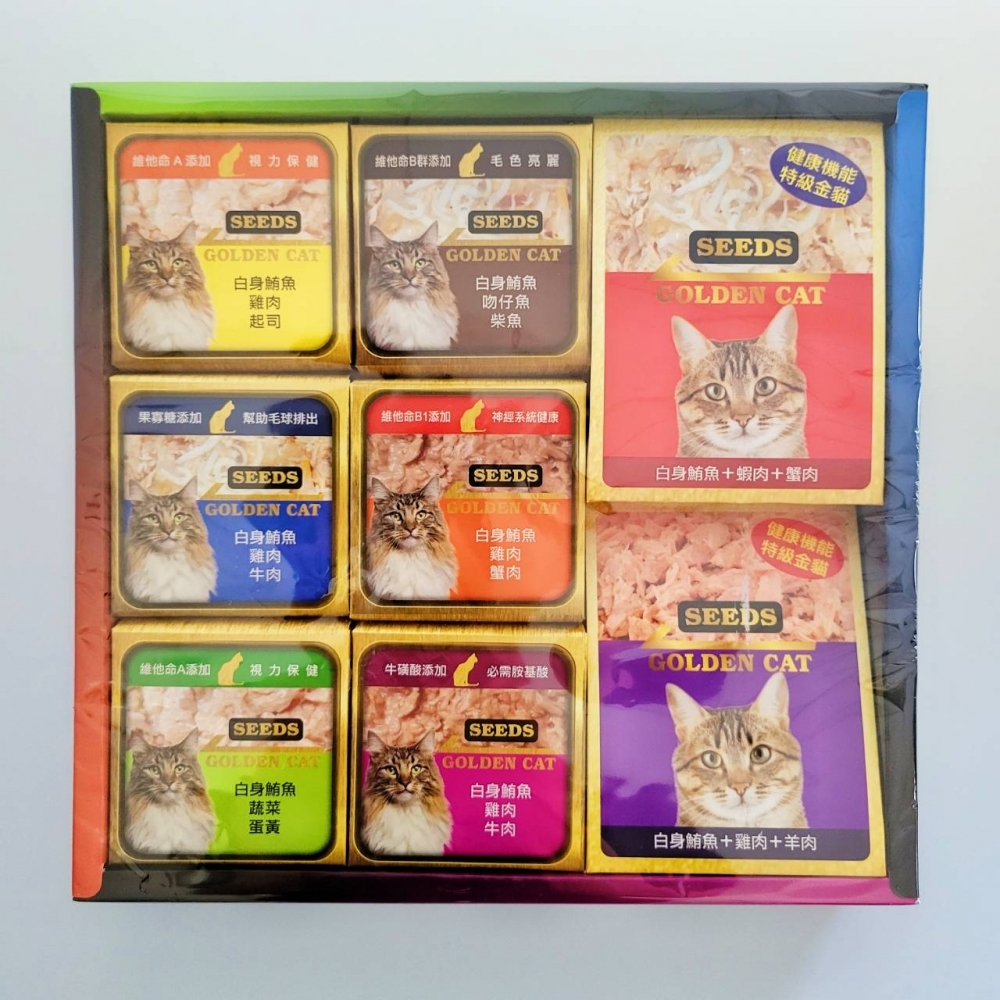 維他命A添加 視力保健
SEEDS
GOLDEN CAT
白身鮪魚
雞肉
起司
維他命B群添加 毛色亮麗
SEEDS
GOLDEN CAT
白身鮪魚
吻仔魚
柴魚
健康機能
特級金貓
SEEDS
GOLDEN CAT
白身鮪魚+蝦肉+蟹肉
果寡糖添加 幫助毛球排出
SEEDS
GOLDEN CAT
白身鮪魚
雞肉
牛肉
維他命B1添加 神經系統健康
SEEDS
GOLDEN CAT
白身鮪魚
雞肉
蟹肉
健康機能
特級金貓
SEEDS
GOLDEN CAT
白身鮪魚+雞肉+羊肉
維他命A添加 視力保健
SEEDS
GOLDEN CAT
白身鮪魚
蔬菜
蛋黃
牛磺酸添加 必需胺基酸
SEEDS
GOLDEN CAT
白身鮪魚
雞肉
牛肉